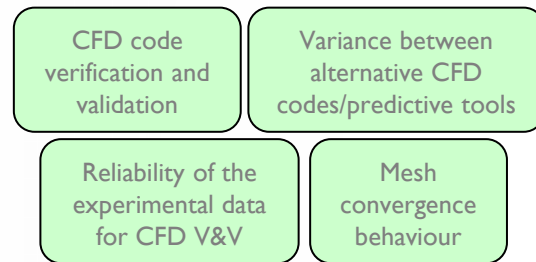 CFD code
verification and
validation
Variance between
alternative CFD
codes/predictive tools
Reliability of the
experimental data
for CFD V&V
Mesh
convergence
behaviour